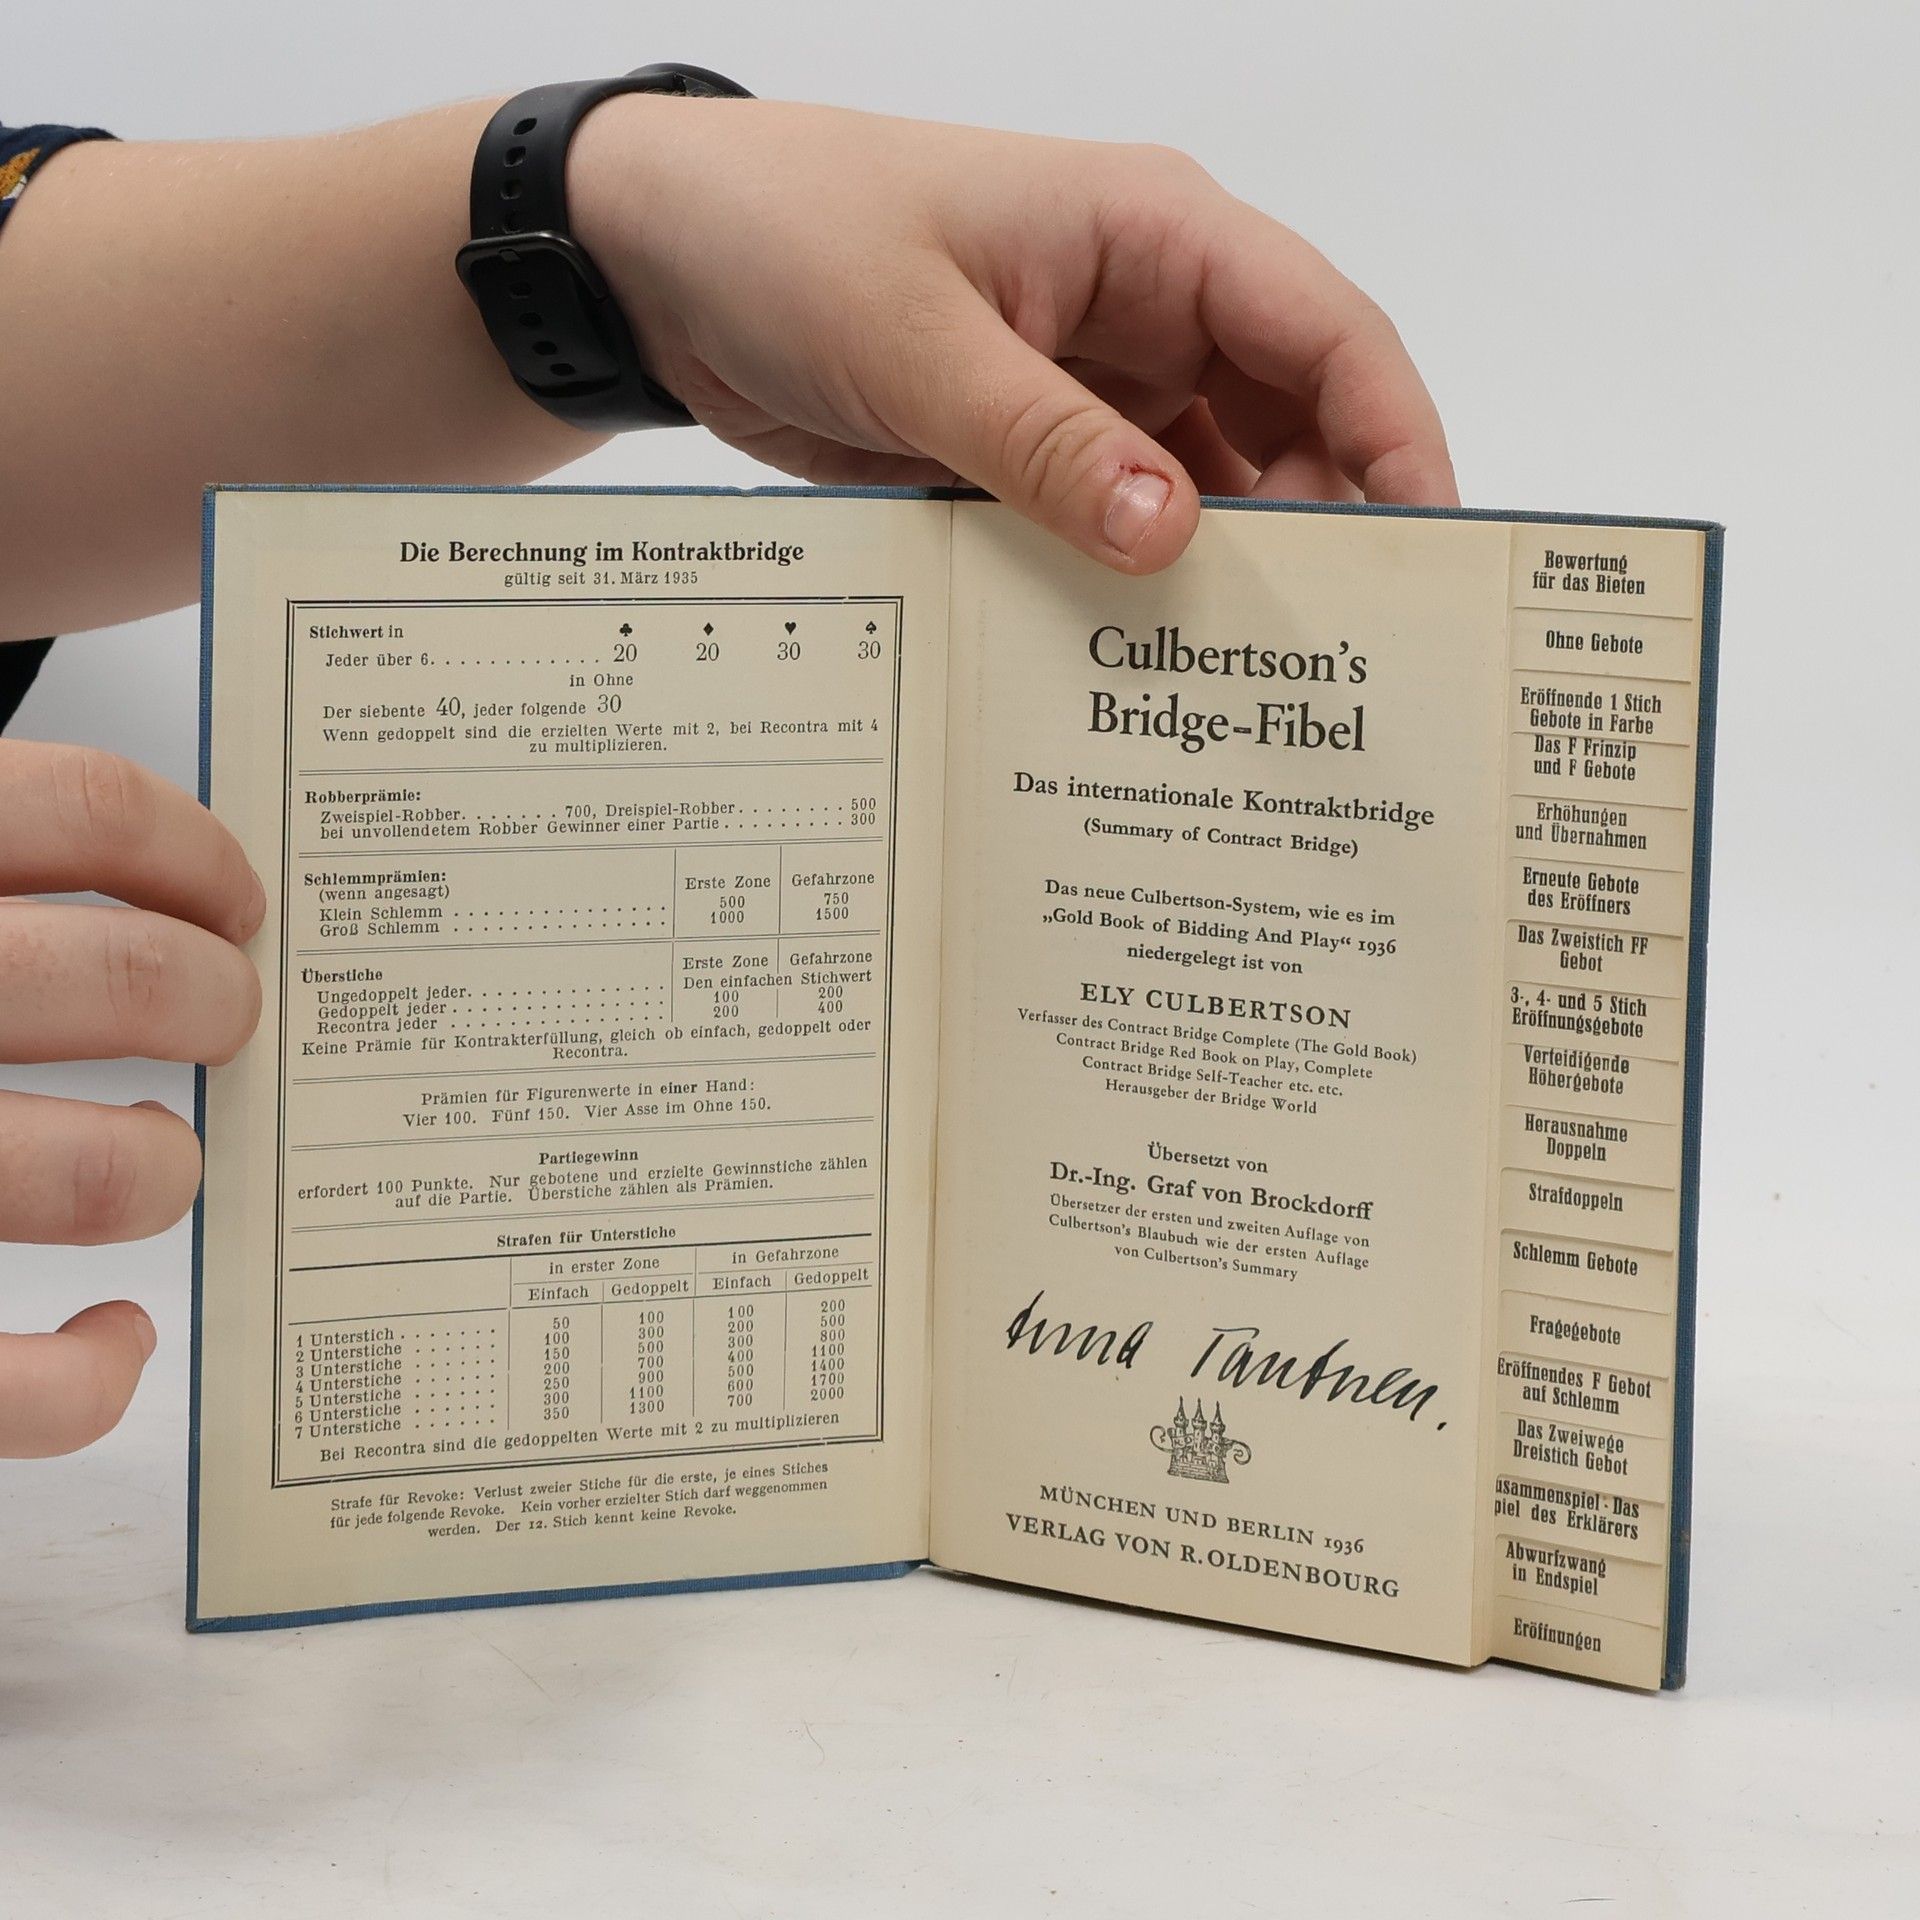 Die Berechnung im Kontraktbridge
gültig seit 31. März 1935
Stichwert in ♣ ♦ ♥ ♠
Jeder über 6. . . . . . . . . . . . . 20 20 30 30
in Ohne
Der siebente 40, jeder folgende 30
Wenn gedoppelt sind die erzielten Werte mit 2, bei Recontra mit 4
zu multiplizieren.
Robberprämie:
Zweispiel-Robber. . . . . . . 700, Dreispiel-Robber . . . . . . . . 500
bei unvollendetem Robber Gewinner einer Partie . . . . . . . . . 300
Schlemmprämien:
(wenn angesagt) Erste Zone Gefahrzone
Klein Schlemm . . . . . . . . . . . . . . . 500 750
Groß Schlemm . . . . . . . . . . . . . . . 1000 1500
Überstiche Erste Zone Gefahrzone
Ungedoppelt jeder. . . . . . . . . . . . . . Den einfachen Stichwert
Gedoppelt jeder . . . . . . . . . . . . . . . 100 200
Recontra jeder . . . . . . . . . . . . . . . 200 400
Keine Prämie für Kontrakterfüllung, gleich ob einfach, gedoppelt oder
Recontra.
Prämien für Figurenwerte in einer Hand:
Vier 100. Fünf 150. Vier Asse im Ohne 150.
Partiegewinn
erfordert 100 Punkte. Nur gebotene und erzielte Gewinnstiche zählen
auf die Partie. Überstiche zählen als Prämien.
Strafen für Unterstiche
in erster Zone in Gefahrzone
Einfach Gedoppelt Einfach Gedoppelt
1 Unterstich . . . . . . . 50 100 100 200
2 Unterstiche . . . . . . 100 300 200 500
3 Unterstiche . . . . . . 150 500 300 800
4 Unterstiche . . . . . . 200 700 400 1100
5 Unterstiche . . . . . . 250 900 500 1400
6 Unterstiche . . . . . . 300 1100 600 1700
7 Unterstiche . . . . . . 350 1300 700 2000
Bei Recontra sind die gedoppelten Werte mit 2 zu multiplizieren
Strafe für Revoke: Verlust zweier Stiche für die erste, je eines Stiches
für jede folgende Revoke. Kein vorher erzielter Stich darf weggenommen
werden. Der 12. Stich kennt keine Revoke.
Culbertson's
Bridge-Fibel
Das internationale Kontraktbridge
(Summary of Contract Bridge)
Das neue Culbertson-System, wie es im
„Gold Book of Bidding And Play“ 1936
niedergelegt ist von
ELY CULBERTSON
Verfasser des Contract Bridge Complete (The Gold Book)
Contract Bridge Red Book on Play, Complete
Contract Bridge Self-Teacher etc. etc.
Herausgeber der Bridge World
Übersetzt von
Dr.-Ing. Graf von Brockdorff
Übersetzer der ersten und zweiten Auflage von
Culbertson's Blaubuch wie der ersten Auflage
von Culbertson's Summary
MÜNCHEN UND BERLIN 1936
VERLAG VON R. OLDENBOURG
Bewertung
für das Bieten
Ohne Gebote
Eröffnende 1 Stich
Gebote in Farbe
Das F Prinzip
und F Gebote
Erhöhungen
und Übernahmen
Erneute Gebote
des Eröffners
Das Zweistich FF
Gebot
3-, 4- und 5 Stich
Eröffnungsgebote
Verteidigende
Höhergebote
Herausnahme
Doppeln
Strafdoppeln
Schlemm Gebote
Fragegebote
Eröffnendes F Gebot
auf Schlemm
Das Zweiwege
Dreistich Gebot
usammenspiel · Das
piel des Erklärers
Abwurfzwang
in Endspiel
Eröffnungen